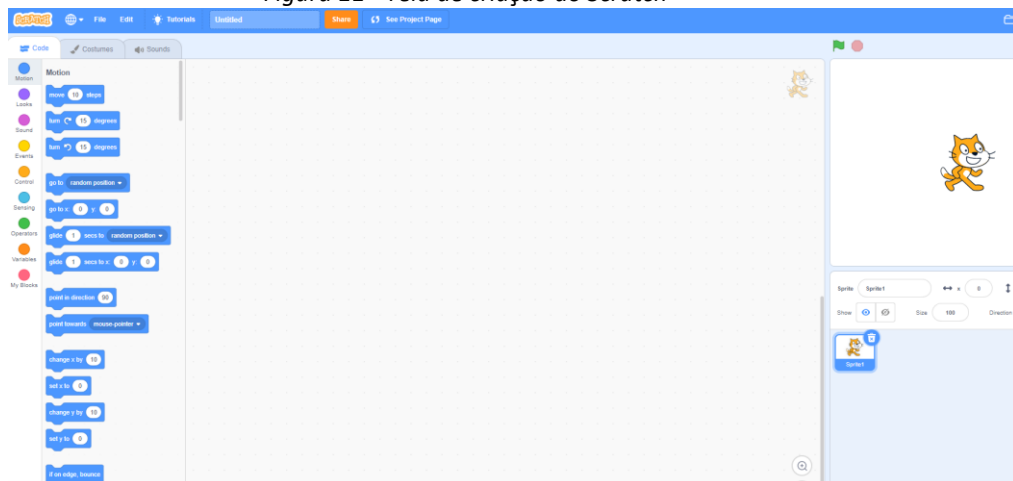 Figura 22 - Tela de criação do Scratch
SCRATCH File Edit Tutorials Untitled Share See Project Page
Code Costumes Sounds
Motion
Looks
Sound
Events
Control
Sensing
Operators
Variables
My Blocks
Motion
move 10 steps
turn 15 degrees
turn 15 degrees
go to random position
go to x: 0 y: 0
glide 1 secs to random position
glide 1 secs to x: 0 y: 0
point in direction 90
point towards mouse-pointer
change x by 10
set x to 0
change y by 10
set y to 0
if on edge, bounce
Sprite Sprite1 x 0
Show Size 100 Direction
Sprite1